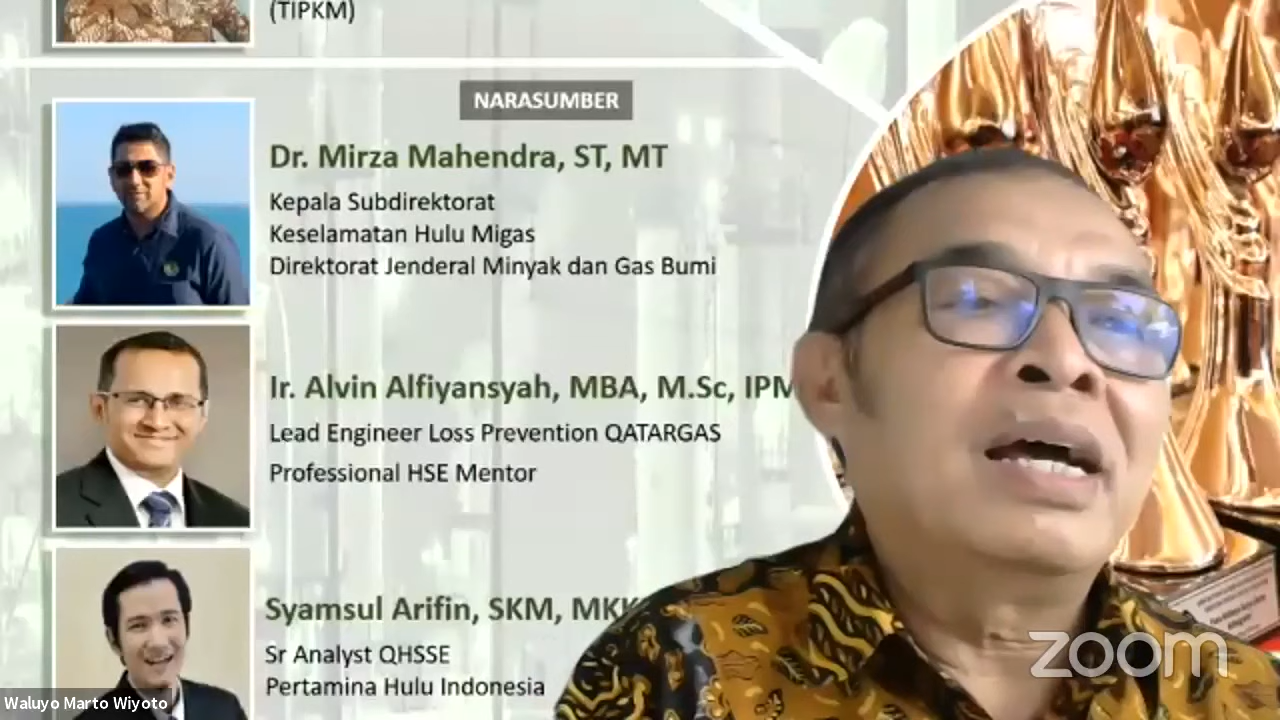 (TIPKM)
NARASUMBER
Dr. Mirza Mahendra, ST, MT
Kepala Subdirektorat
Keselamatan Hulu Migas
Direktorat Jenderal Minyak dan Gas Bumi
Ir. Alvin Alfiyansyah, MBA, M.Sc, IPM
Lead Engineer Loss Prevention QATARGAS
Professional HSE Mentor
Syamsul Arifin, SKM, MKK
Sr Analyst QHSSE
Pertamina Hulu Indonesia
Waluyo Marto Wiyoto
zoom